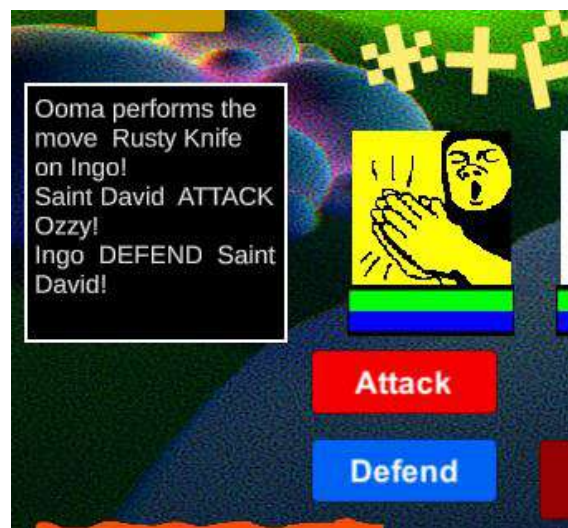 Ooma performs the
move  Rusty Knife
on Ingo!
Saint David  ATTACK
Ozzy!
Ingo  DEFEND  Saint
David!
Attack
Defend